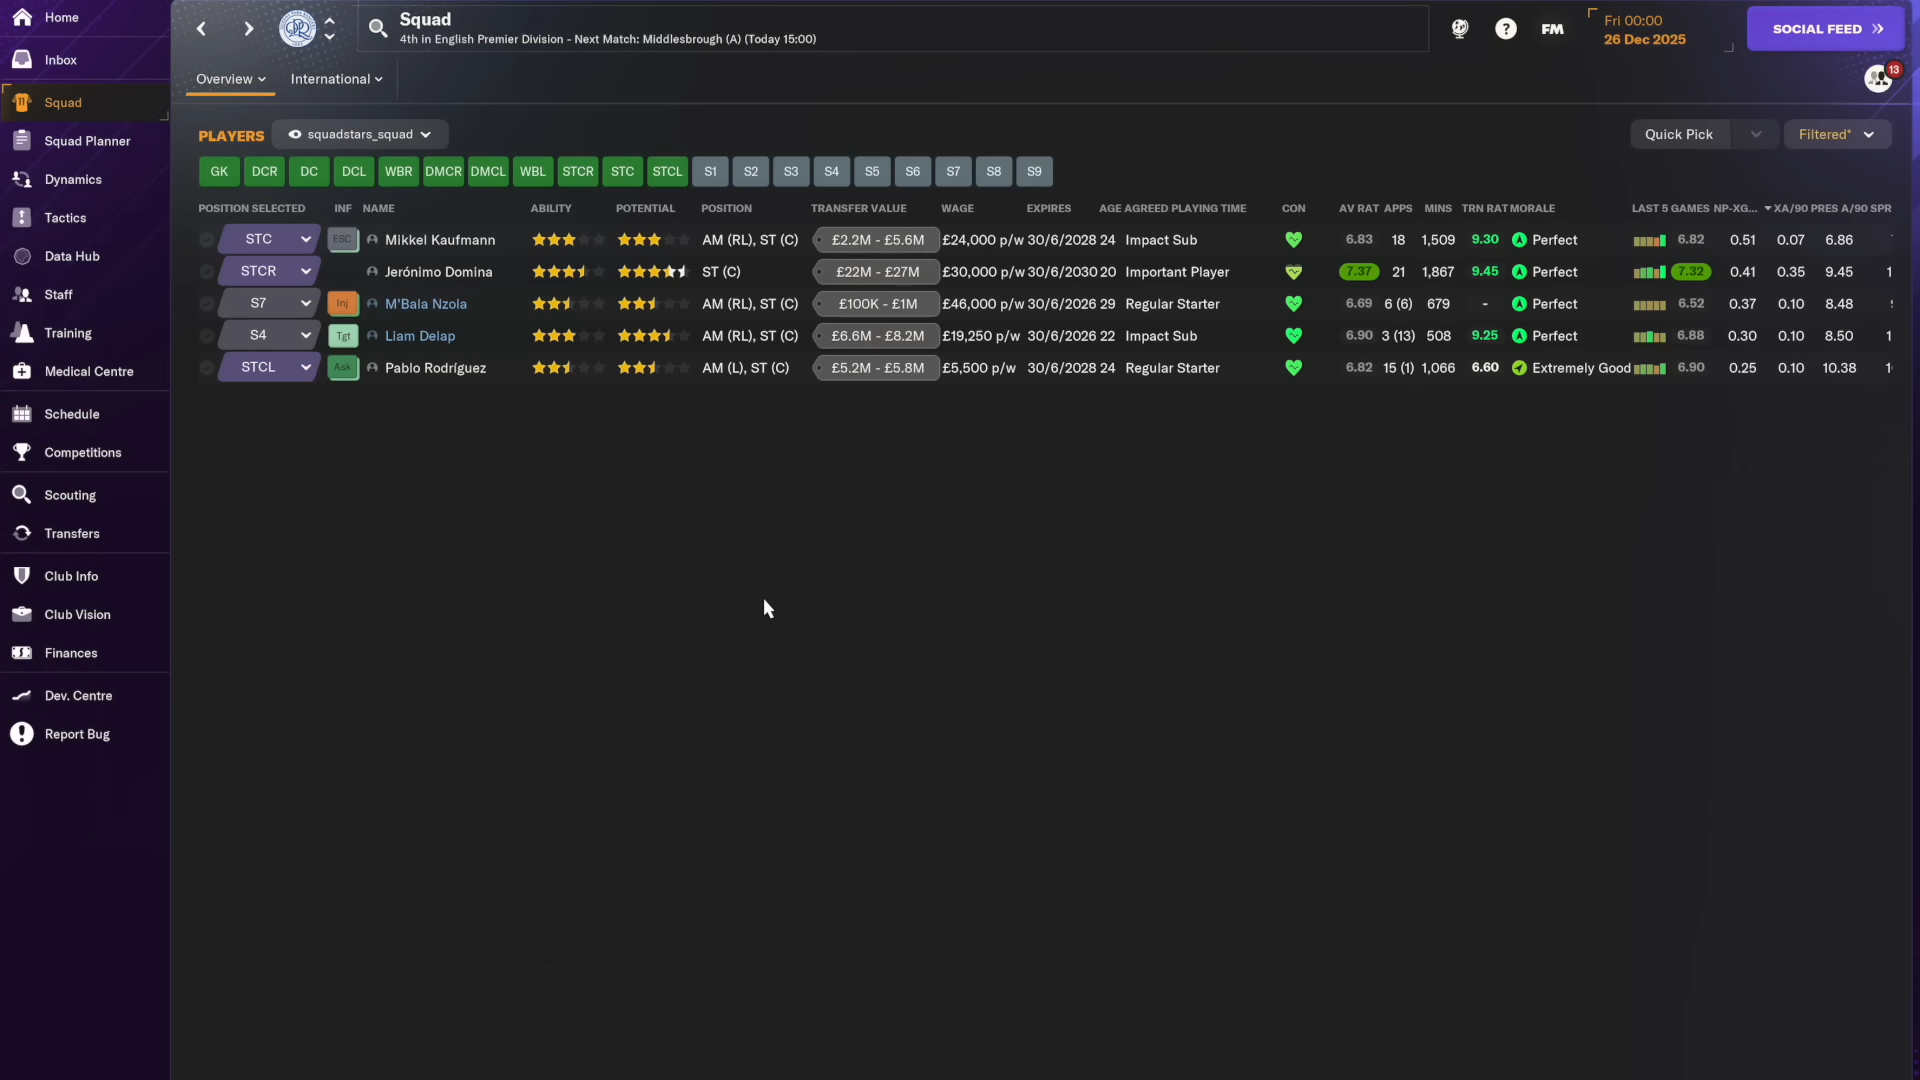 Home
Inbox
Squad
Squad Planner
Dynamics
Tactics
Data Hub
Staff
Training
Medical Centre
Schedule
Competitions
Scouting
Transfers
Club Info
Club Vision
Finances
Dev. Centre
Report Bug
Squad
4th in English Premier Division - Next Match: Middlesbrough (A) (Today 15:00)
FM
Fri 00:00
26 Dec 2025
SOCIAL FEED
13
Overview International
PLAYERS squadstars_squad Quick Pick Filtered*
GK DCR DC DCL WBR DMCR DMCL WBL STCR STC STCL S1 S2 S3 S4 S5 S6 S7 S8 S9
POSITION SELECTED INF NAME ABILITY POTENTIAL POSITION TRANSFER VALUE WAGE EXPIRES AGE AGREED PLAYING TIME CON AV RAT APPS MINS TRN RAT MORALE LAST 5 GAMES NP-XG... XA/90 PRES A/90 SPR
STC ESC Mikkel Kaufmann AM (RL), ST (C) £2.2M - £5.6M £24,000 p/w 30/6/2028 24 Impact Sub 6.83 18 1,509 9.30 Perfect 6.82 0.51 0.07 6.86
STCR Jerónimo Domina ST (C) £22M - £27M £30,000 p/w 30/6/2030 20 Important Player 7.37 21 1,867 9.45 Perfect 7.32 0.41 0.35 9.45 1
S7 Inj M'Bala Nzola AM (RL), ST (C) £100K - £1M £46,000 p/w 30/6/2026 29 Regular Starter 6.69 6 (6) 679 - Perfect 6.52 0.37 0.10 8.48
S4 Tgt Liam Delap AM (RL), ST (C) £6.6M - £8.2M £19,250 p/w 30/6/2026 22 Impact Sub 6.90 3 (13) 508 9.25 Perfect 6.88 0.30 0.10 8.50 1
STCL Ask Pablo Rodríguez AM (L), ST (C) £5.2M - £5.8M £5,500 p/w 30/6/2028 24 Regular Starter 6.82 15 (1) 1,066 6.60 Extremely Good 6.90 0.25 0.10 10.38 1